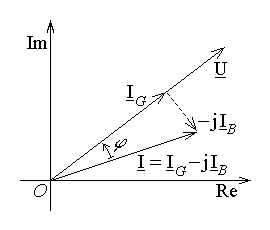 Im
U
I_G
φ
-jI_B
I = I_G-jI_B
O
Re